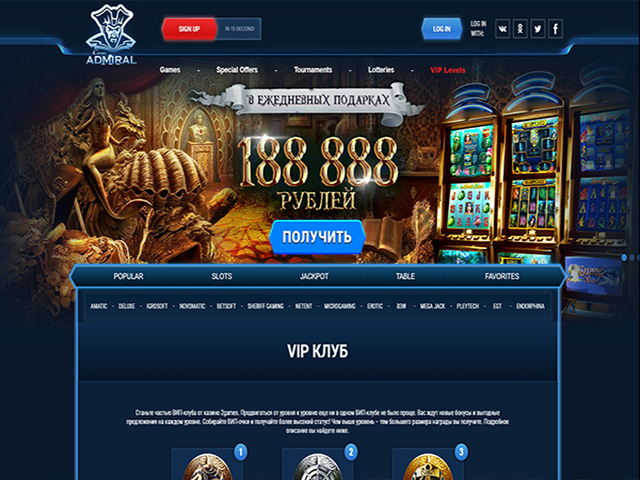 SIGN UP
IN 15 SECOND!
LOG IN
LOG IN
WITH:
Casino
ADMIRAL
Games - Special Offers - Tournaments - Lotteries - VIP Levels
В ЕЖЕДНЕВНЫХ ПОДАРКАХ
188 888
РУБЛЕЙ
ПОЛУЧИТЬ
POPULAR SLOTS JACKPOT TABLE FAVORITES
AMATIC - DELUXE - IGROSOFT - NOVOMATIC - BETSOFT - SHERIFF GAMING - NETENT - MICROGAMING - EROTIC - B3W - MEGA JACK - PLEYTECH - EGT - ENDORPHINA
VIP КЛУБ
Станьте частью ВИП-клуба от казино 2games. Продвигаться от уровня к уровню еще ни в одном ВИП-клубе не было проще. Вас ждут новые бонусы и выгодные
предложения на каждом уровне. Собирайте ВИП-очки и получайте более высокий статус! Чем выше уровень – тем большего размера награды вы получите. Подробное
описание вы найдете ниже.
1 2 3